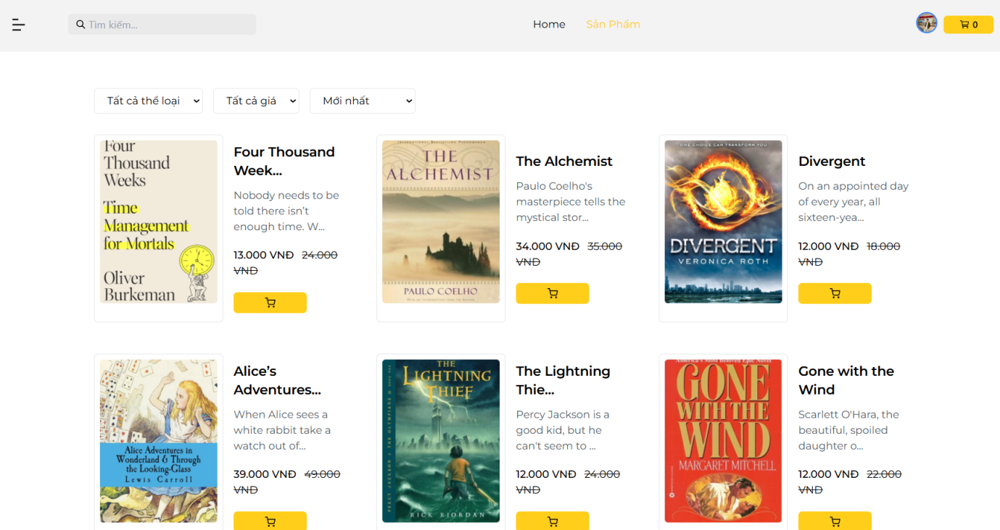 Tìm kiếm...
Home
Sản Phẩm
0
Tất cả thể loại
Tất cả giá
Mới nhất
Four
Thousand
Weeks
Time
Management
for Mortals
Oliver
Burkeman
Four Thousand
Week...
Nobody needs to be
told there isn't
enough time. W...
13.000 VNĐ 24.000
VNĐ
International Bestselling Phenomenon
THE
ALCHEMIST
PAULO COELHO
WITH AN INTRODUCTION FROM THE AUTHOR
The Alchemist
Paulo Coelho's
masterpiece tells the
mystical stor...
34.000 VNĐ 35.000
VNĐ
ONE CHOICE CAN TRANSFORM YOU
DIVERGENT
VERONICA ROTH
Divergent
On an appointed day
of every year, all
sixteen-yea...
12.000 VNĐ 18.000
VNĐ
Alice Adventures in
Wonderland & Through
the Looking-Glass
Lewis Carroll
Alice’s
Adventures...
When Alice sees a
white rabbit take a
watch out of...
39.000 VNĐ 49.000
VNĐ
PERCY JACKSON & THE OLYMPIANS BOOK ONE
THE
LIGHTNING
THIEF
RICK RIORDAN
The Lightning
Thie...
Percy Jackson is a
good kid, but he
can't seem to ...
12.000 VNĐ 24.000
VNĐ
America's Most Beloved Epic Novel
GONE
WITH THE
WIND
MARGARET MITCHELL
Gone with the
Wind
Scarlett O'Hara, the
beautiful, spoiled
daughter o...
12.000 VNĐ 22.000
VNĐ